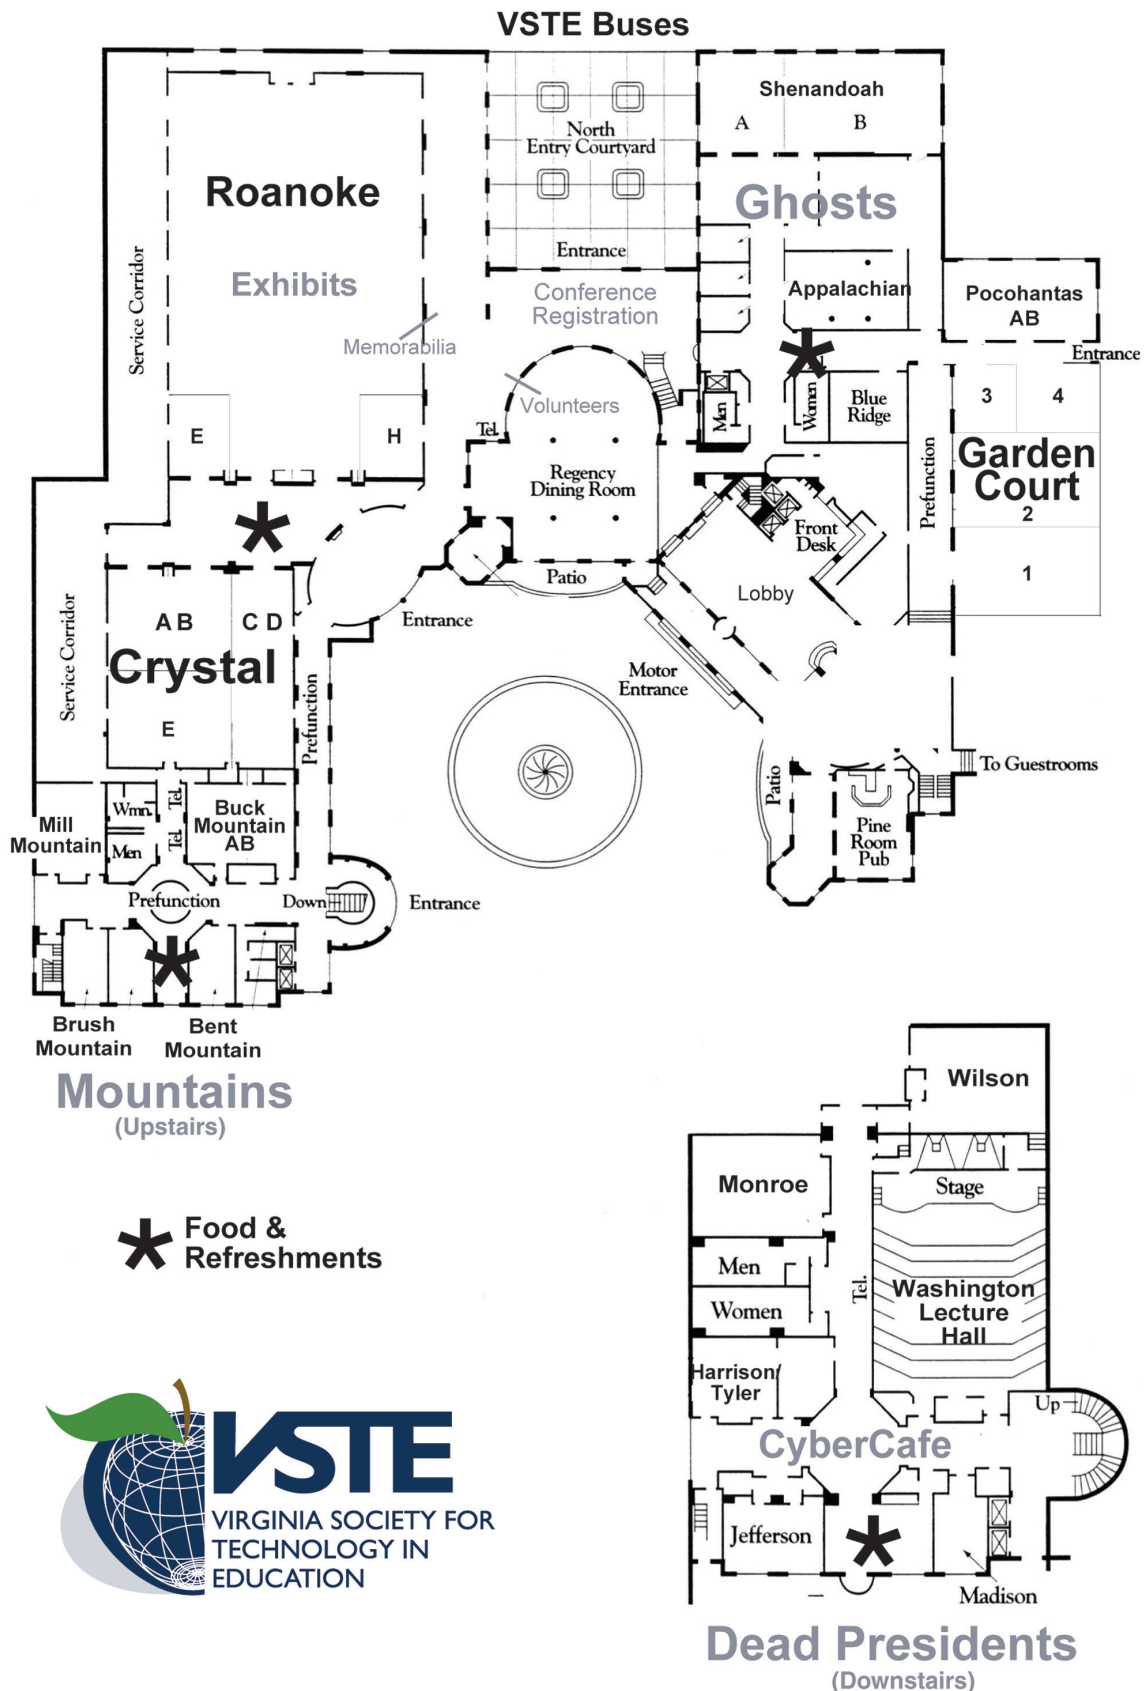 VSTE Buses
Shenandoah
A
B
North
Entry Courtyard
Roanoke
Ghosts
Entrance
Service Corridor
Exhibits
Conference
Registration
Appalachian
Pocohantas
AB
Memorabilia
Entrance
Volunteers
Men
Women
Blue
Ridge
3
4
E
H
Tel.
Regency
Dining Room
Prefunction
Garden
Court
2
Front
Desk
Patio
Lobby
1
A B
C D
Entrance
Service Corridor
Crystal
Prefunction
Motor
Entrance
E
To Guestrooms
Patio
Mill
Mountain
Wmn.
Tel.
Buck
Mountain
AB
Men
Tel.
Pine
Room
Pub
Prefunction
Down
Entrance
Brush
Mountain
Bent
Mountain
Mountains
(Upstairs)
Wilson
Monroe
Stage
Food &
Refreshments
Men
Women
Tel.
Washington
Lecture
Hall
Harrison/
Tyler
Up
CyberCafe
VSTE
VIRGINIA SOCIETY FOR
TECHNOLOGY IN
EDUCATION
Jefferson
Madison
Dead Presidents
(Downstairs)